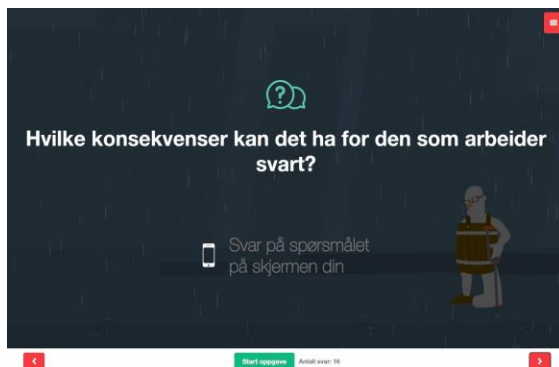 Hvilke konsekvenser kan det ha for den som arbeider
svart?
Svar på spørsmålet
på skjermen din
Start oppgave Antall svar: 16